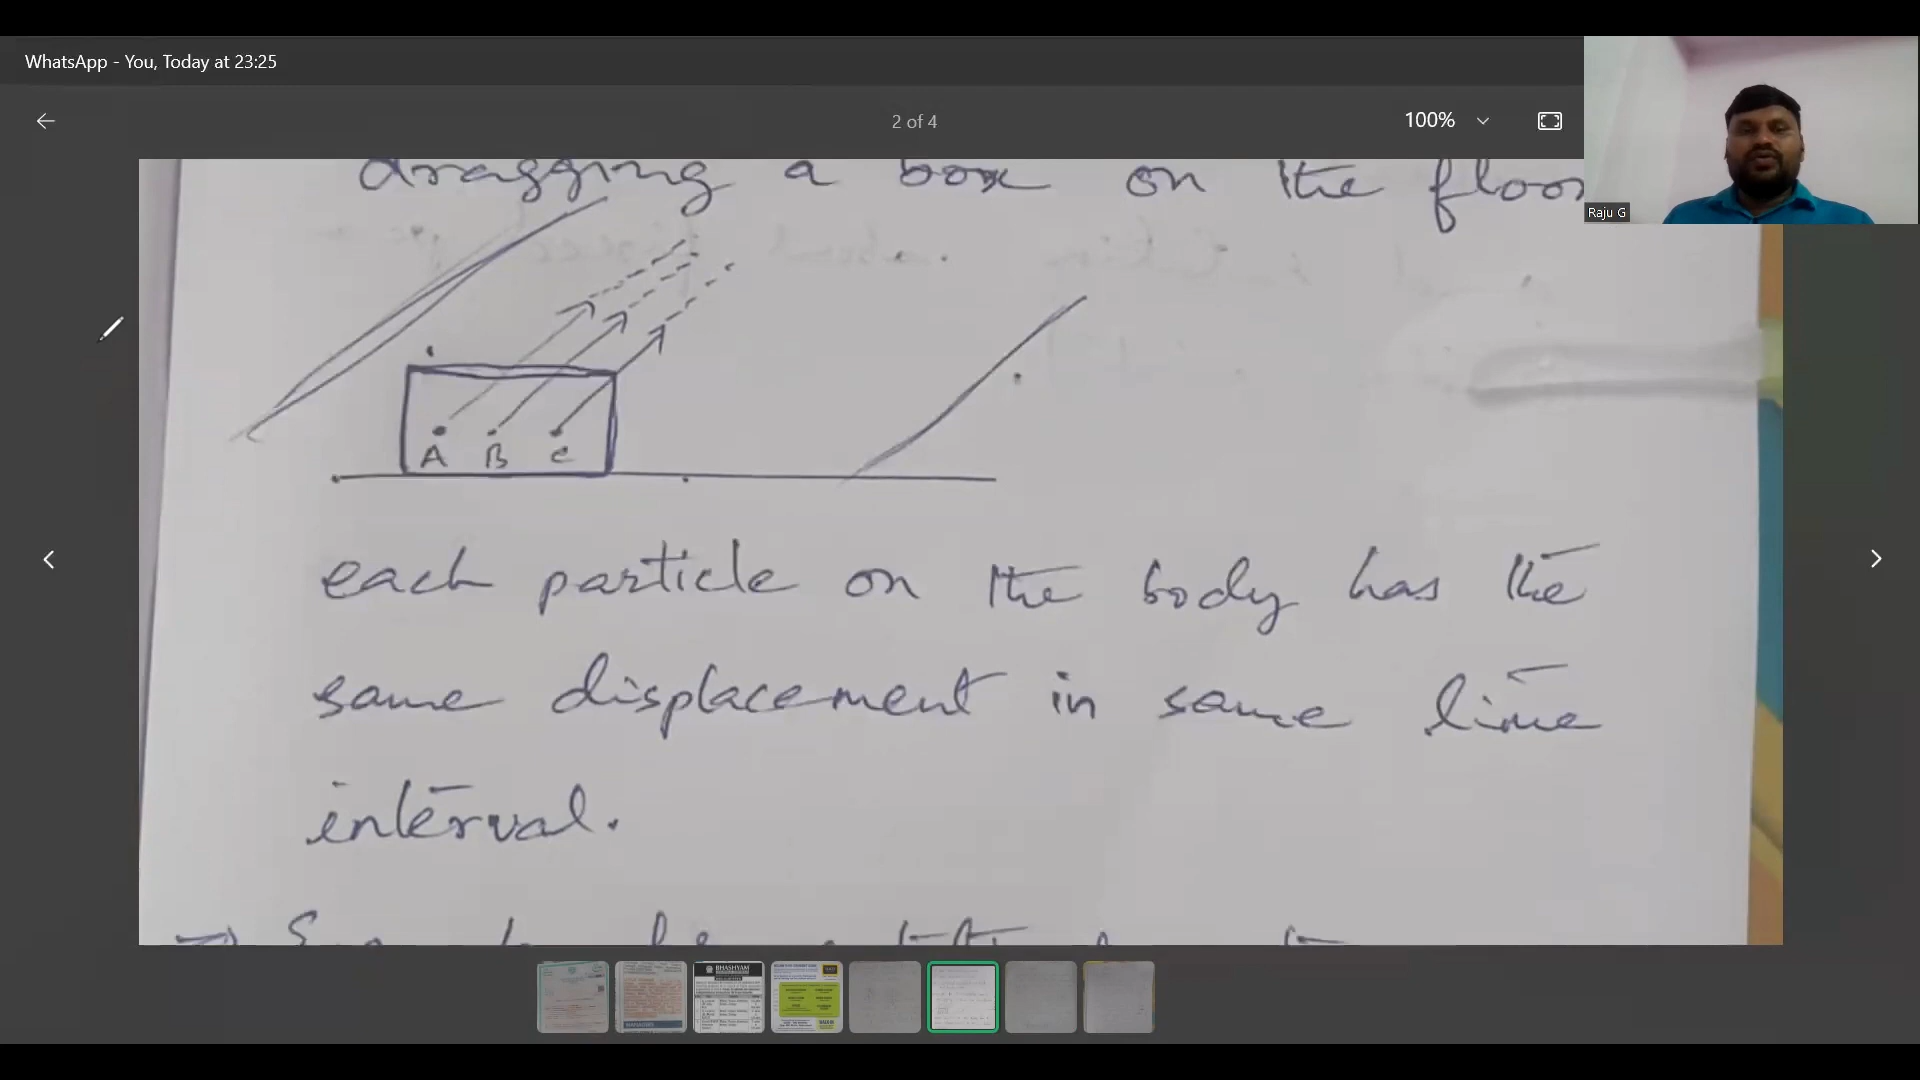 WhatsApp - You, Today at 23:25
2 of 4
100%
Raju G
dragging a box on the floor
A B C
each particle on the body has the
same displacement in same time
interval.
BHASHYAM